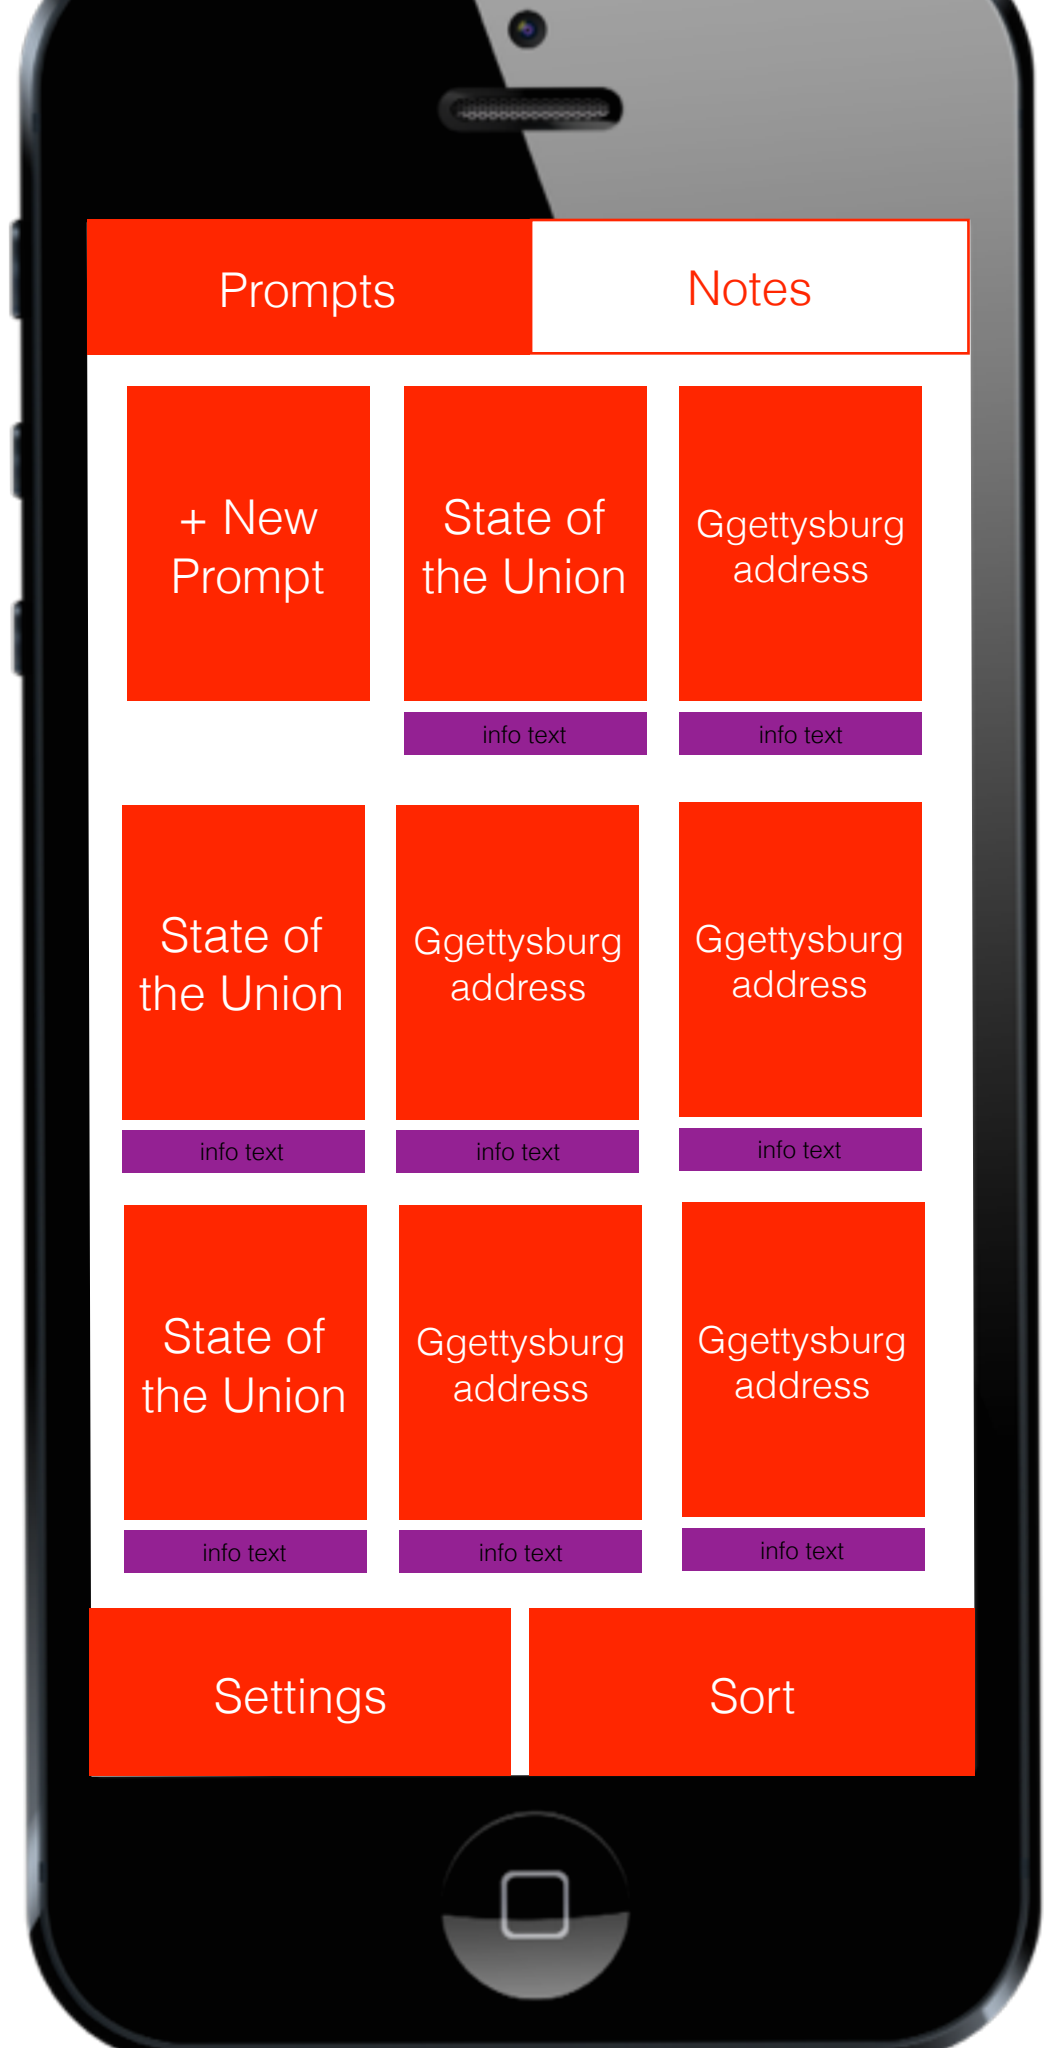 Prompts
Notes
+ New
Prompt
State of
the Union
Ggettysburg
address
info text
info text
State of
the Union
Ggettysburg
address
Ggettysburg
address
info text
info text
info text
State of
the Union
Ggettysburg
address
Ggettysburg
address
info text
info text
info text
Settings
Sort